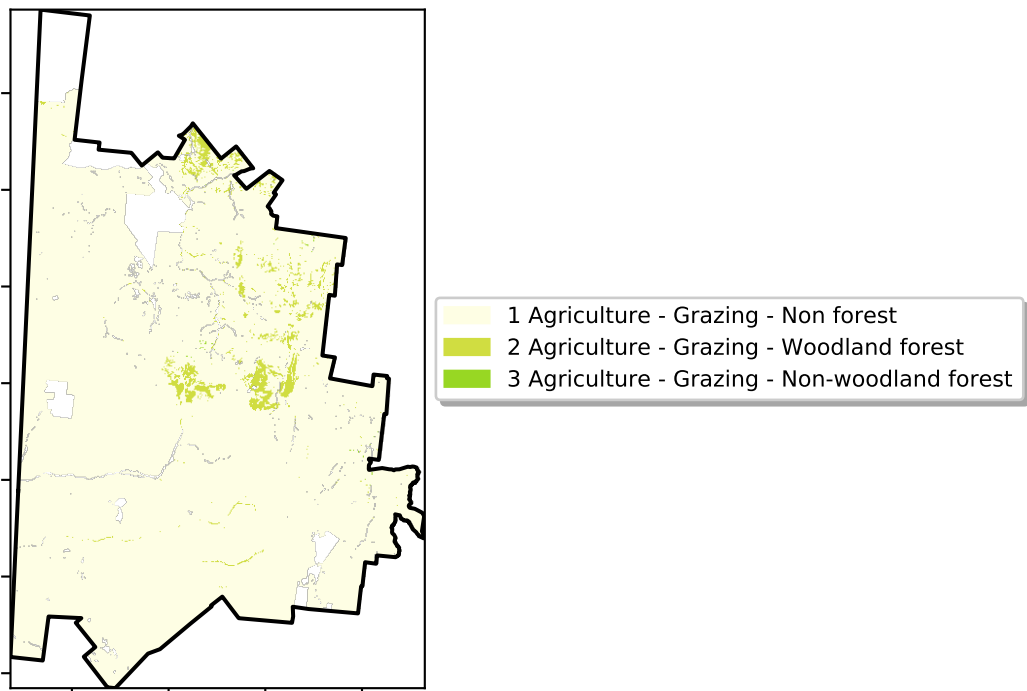 1 Agriculture - Grazing - Non forest
2 Agriculture - Grazing - Woodland forest
3 Agriculture - Grazing - Non-woodland forest